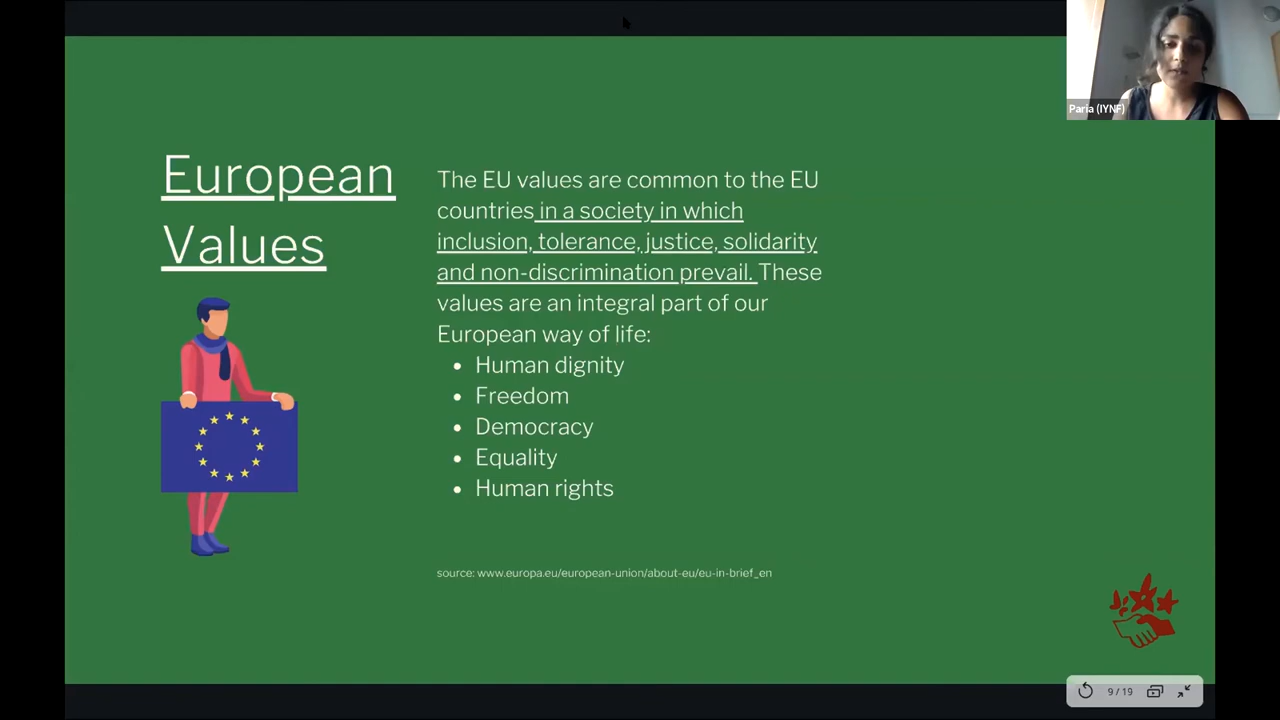 Paria (IYNF)
European
Values
The EU values are common to the EU
countries in a society in which
inclusion, tolerance, justice, solidarity
and non-discrimination prevail. These
values are an integral part of our
European way of life:
• Human dignity
• Freedom
• Democracy
• Equality
• Human rights
source: www.europa.eu/european-union/about-eu/eu-in-brief_en
9 / 19